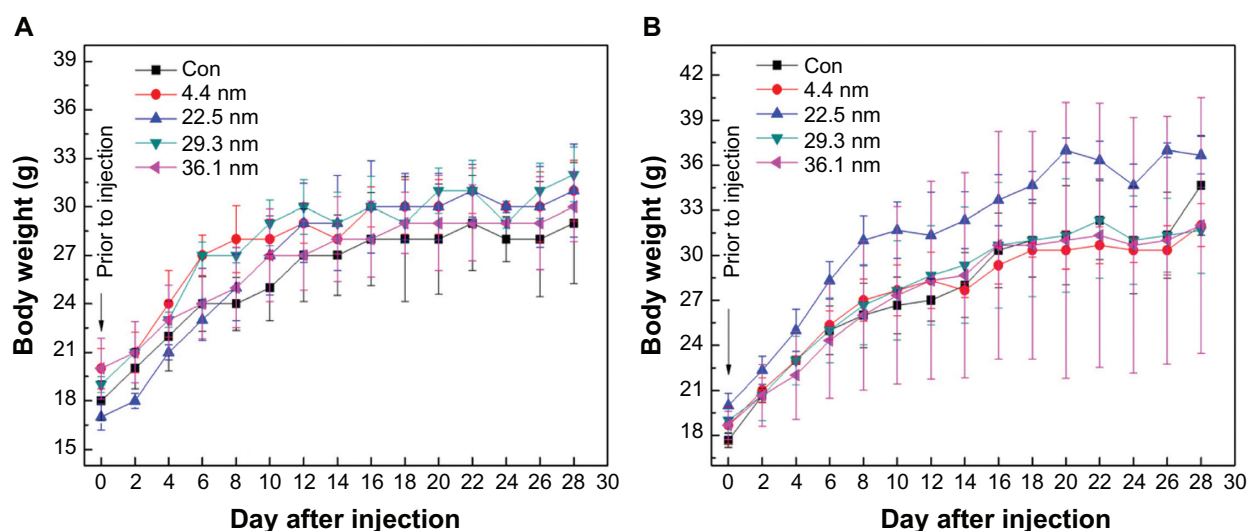 A
Body weight (g)
39
36
33
30
27
24
21
18
15
Con
4.4 nm
22.5 nm
29.3 nm
36.1 nm
Prior to injection
0 2 4 6 8 10 12 14 16 18 20 22 24 26 28 30
Day after injection
B
Body weight (g)
42
39
36
33
30
27
24
21
18
Con
4.4 nm
22.5 nm
29.3 nm
36.1 nm
Prior to injection
0 2 4 6 8 10 12 14 16 18 20 22 24 26 28 30
Day after injection